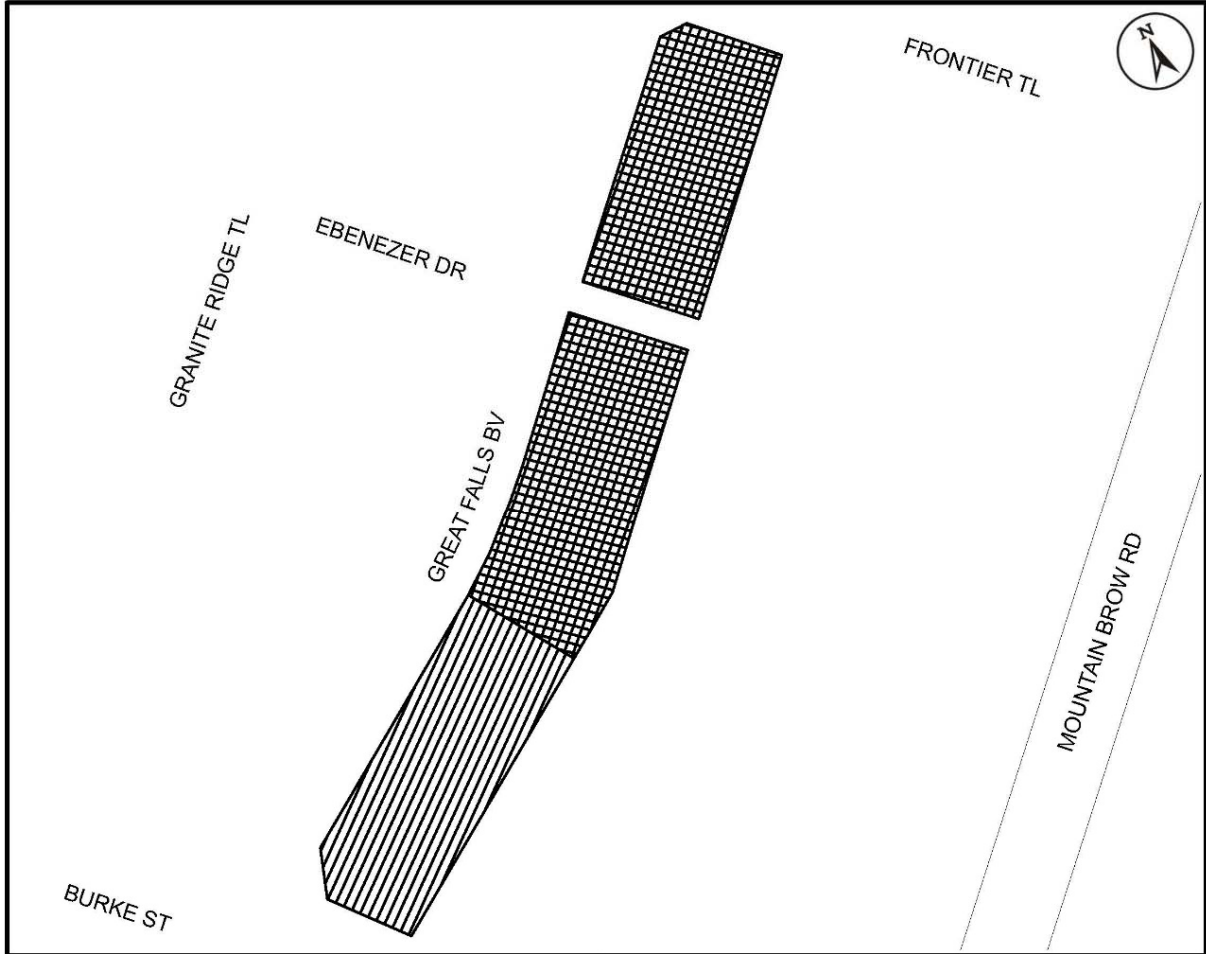 N
FRONTIER TL
EBENEZER DR
GRANITE RIDGE TL
GREAT FALLS BV
MOUNTAIN BROW RD
BURKE ST